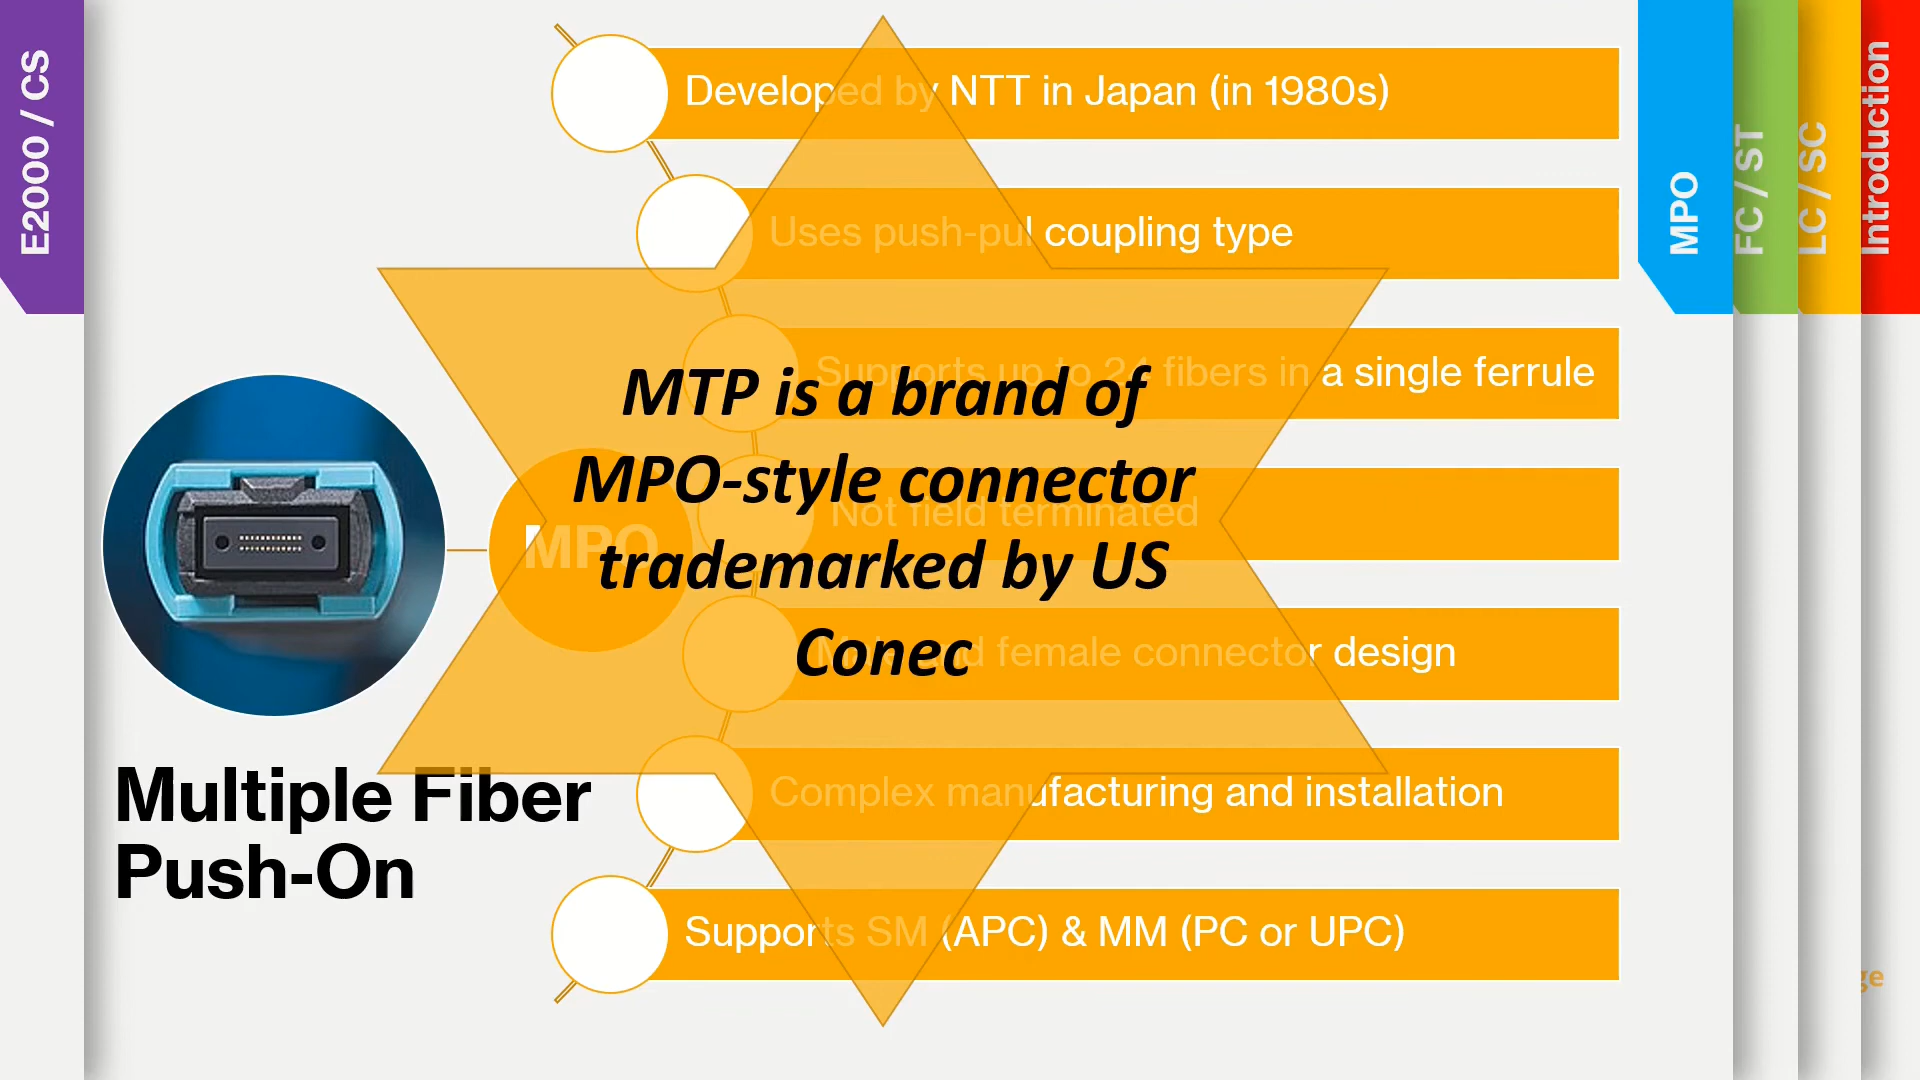 E2000 / CS
Developed by NTT in Japan (in 1980s)
Uses push-pul coupling type
Supports up to 24 fibers in a single ferrule
MTP is a brand of
MPO-style connector
trademarked by US
Conec
Not field terminated
MPO
female connector design
Complex manufacturing and installation
Supports SM (APC) & MM (PC or UPC)
Multiple Fiber
Push-On
MPO
FC / ST
LC / SC
Introduction
ge